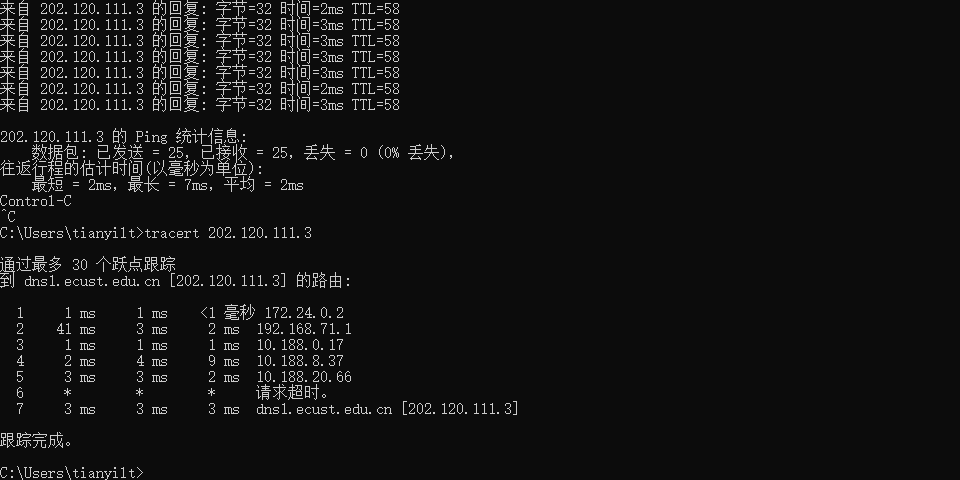 来自 202.120.111.3 的回复: 字节=32 时间=2ms TTL=58
来自 202.120.111.3 的回复: 字节=32 时间=3ms TTL=58
来自 202.120.111.3 的回复: 字节=32 时间=3ms TTL=58
来自 202.120.111.3 的回复: 字节=32 时间=3ms TTL=58
来自 202.120.111.3 的回复: 字节=32 时间=3ms TTL=58
来自 202.120.111.3 的回复: 字节=32 时间=2ms TTL=58
来自 202.120.111.3 的回复: 字节=32 时间=3ms TTL=58
202.120.111.3 的 Ping 统计信息:
数据包: 已发送 = 25, 已接收 = 25, 丢失 = 0 (0% 丢失),
往返行程的估计时间(以毫秒为单位):
最短 = 2ms, 最长 = 7ms, 平均 = 2ms
Control-C
^C
C:\Users\tianyilt>tracert 202.120.111.3
通过最多 30 个跃点跟踪
到 dns1.ecust.edu.cn [202.120.111.3] 的路由:
1 1 ms 1 ms <1 毫秒 172.24.0.2
2 41 ms 3 ms 2 ms 192.168.71.1
3 1 ms 1 ms 1 ms 10.188.0.17
4 2 ms 4 ms 9 ms 10.188.8.37
5 3 ms 3 ms 2 ms 10.188.20.66
6 * * * 请求超时。
7 3 ms 3 ms 3 ms dns1.ecust.edu.cn [202.120.111.3]
跟踪完成。
C:\Users\tianyilt>